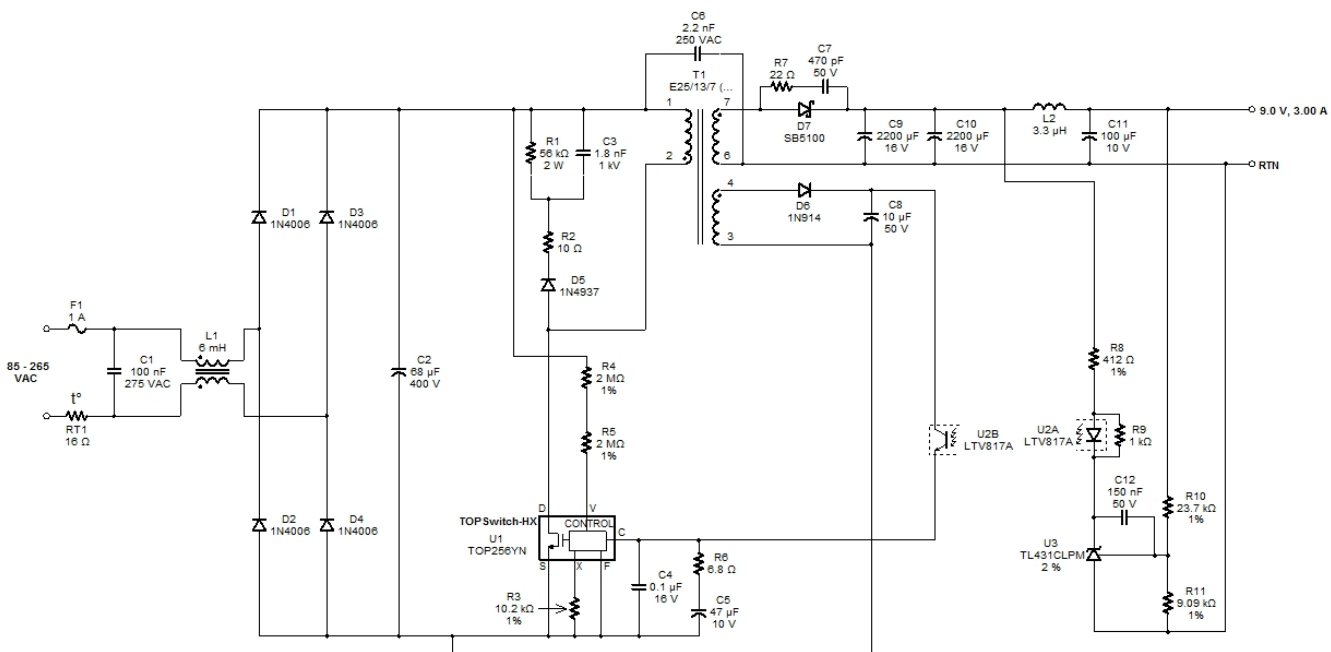 C6
2.2 nF
250 VAC
T1
E25/13/7 (...
1
2
7
6
4
3
R7
22 Ω
C7
470 pF
50 V
D7
SB5100
C9
2200 µF
16 V
C10
2200 µF
16 V
L2
3.3 µH
C11
100 µF
10 V
9.0 V, 3.00 A
RTN
R1
56 kΩ
2 W
C3
1.8 nF
1 kV
R2
10 Ω
D5
1N4937
D6
1N914
C8
10 µF
50 V
D1
1N4006
D3
1N4006
F1
1 A
85 - 265
VAC
C1
100 nF
275 VAC
L1
6 mH
t°
RT1
16 Ω
C2
68 µF
400 V
R4
2 MΩ
1%
R5
2 MΩ
1%
R8
412 Ω
1%
U2B
LTV817A
U2A
LTV817A
R9
1 kΩ
D2
1N4006
D4
1N4006
TOPSwitch-HX
U1
TOP256YN
D
V
CONTROL
C
S
X
F
R3
10.2 kΩ
1%
C4
0.1 µF
16 V
R6
6.8 Ω
C5
47 µF
10 V
C12
150 nF
50 V
R10
23.7 kΩ
1%
U3
TL431CLPM
2 %
R11
9.09 kΩ
1%